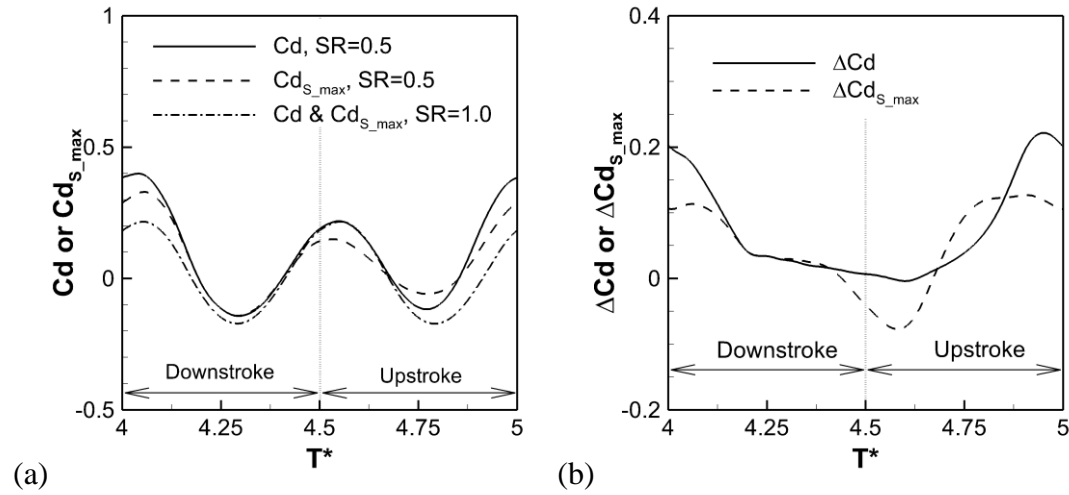 1
0.5
0
-0.5
Cd or Cd_S_max
Cd, SR=0.5
Cd_S_max, SR=0.5
Cd & Cd_S_max, SR=1.0
Downstroke
Upstroke
4
4.25
4.5
4.75
5
T*
(a)
0.4
0.2
0
-0.2
ΔCd or ΔCd_S_max
ΔCd
ΔCd_S_max
Downstroke
Upstroke
4
4.25
4.5
4.75
5
T*
(b)